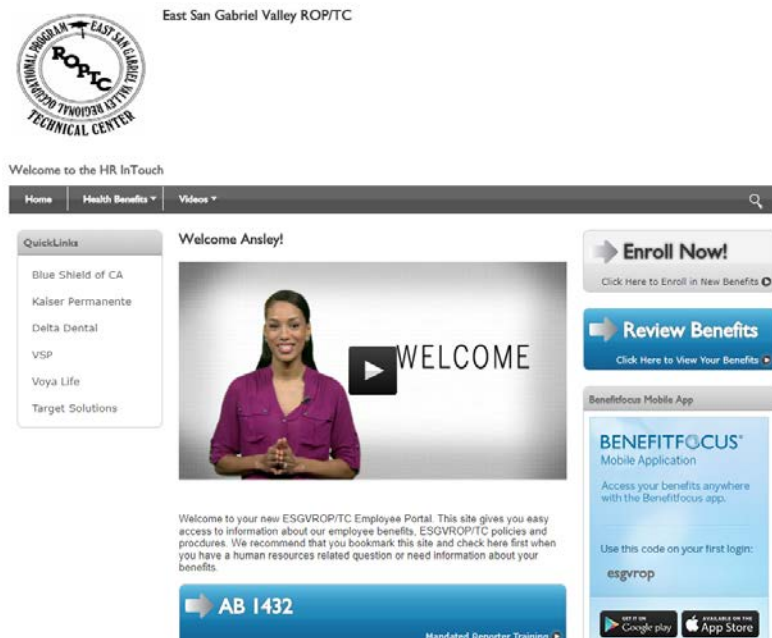 East San Gabriel Valley ROP/TC
EAST SAN GABRIEL VALLEY REGIONAL OCCUPATIONAL PROGRAM
ROPTC
TECHNICAL CENTER
Welcome to the HR InTouch
Home
Health Benefits
Videos
QuickLinks
Blue Shield of CA
Kaiser Permanente
Delta Dental
VSP
Voya Life
Target Solutions
Welcome Ansley!
WELCOME
Welcome to your new ESGVROP/TC Employee Portal. This site gives you easy
access to information about our employee benefits, ESGVROP/TC policies and
procdures. We recommend that you bookmark this site and check here first when
you have a human resources related question or need information about your
benefits.
AB 1432
Mandated Reporter Training
Enroll Now!
Click Here to Enroll in New Benefits
Review Benefits
Click Here to View Your Benefits
Benefitfocus Mobile App
BENEFITFOCUS®
Mobile Application
Access your benefits anywhere
with the Benefitfocus app.
Use this code on your first login:
esgvrop
GET IT ON
Google play
AVAILABLE ON THE
App Store